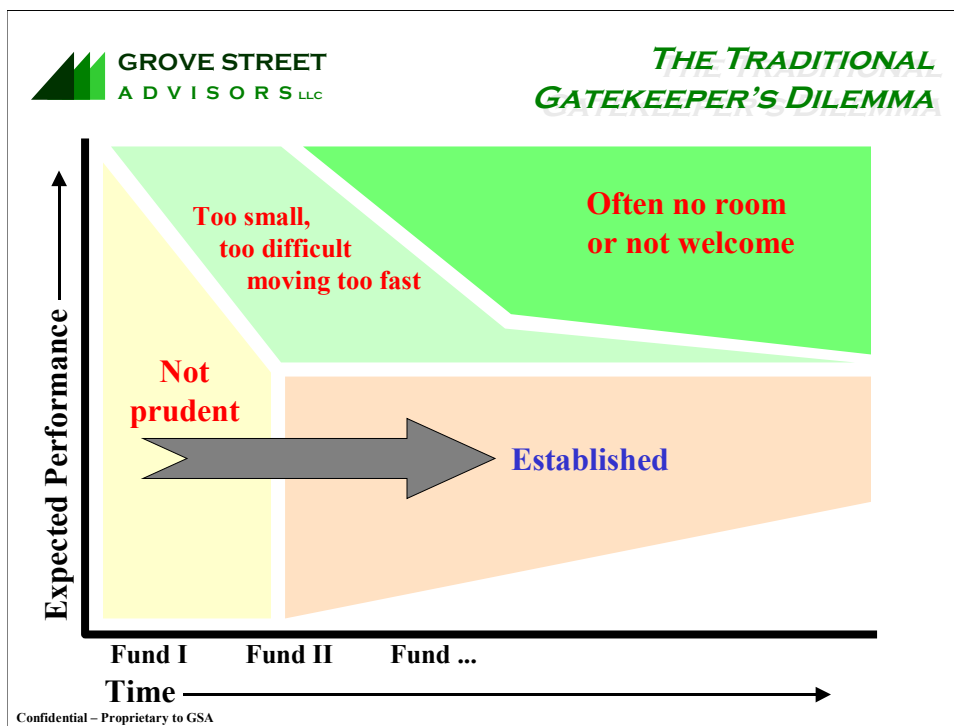 GROVE STREET
ADVISORS LLC
THE TRADITIONAL
GATEKEEPER'S DILEMMA
Expected Performance
Too small,
too difficult
moving too fast
Often no room
or not welcome
Not
prudent
Established
Fund I Fund II Fund ...
Time
Confidential – Proprietary to GSA